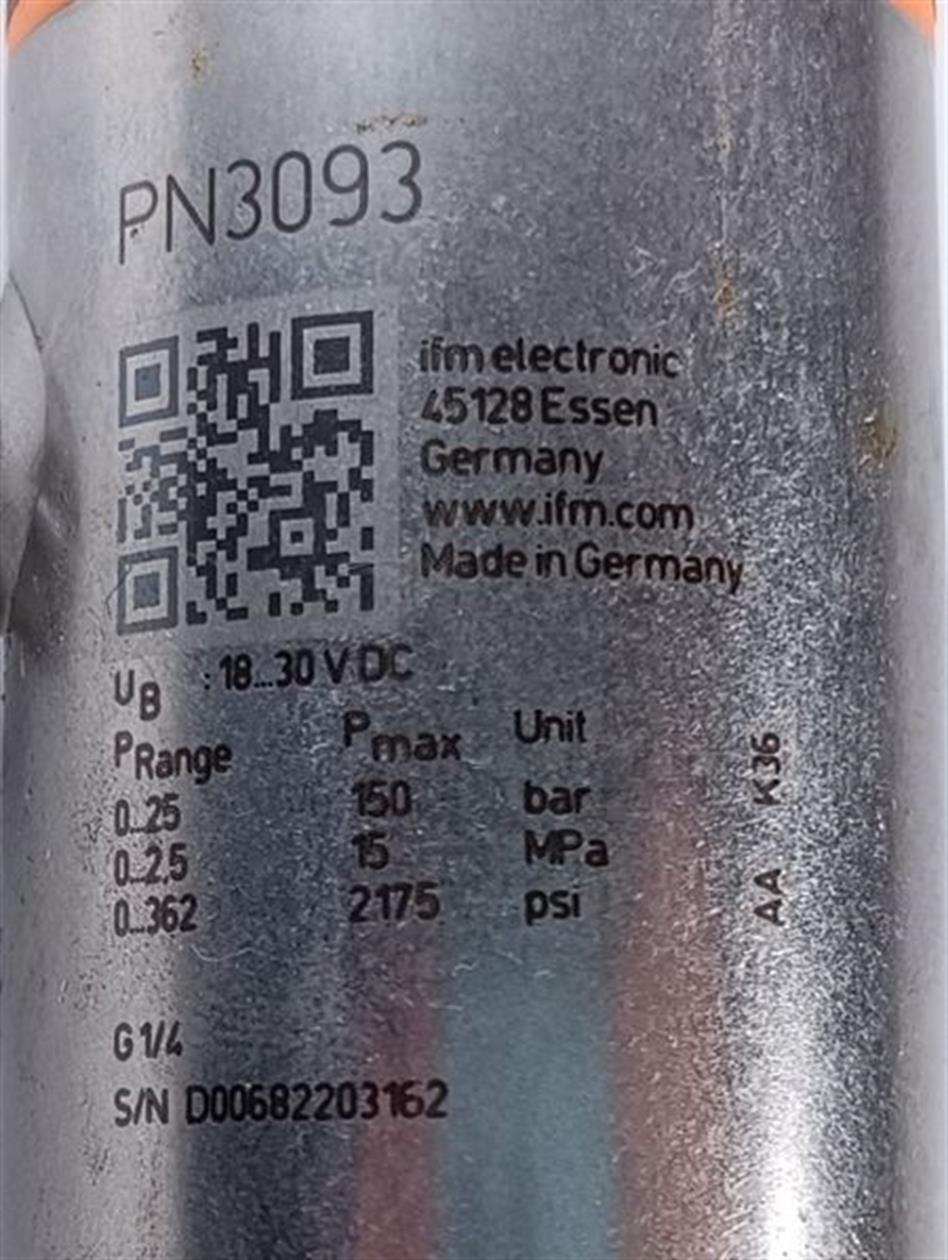 PN3093
ifm electronic
45128 Essen
Germany
www.ifm.com
Made in Germany
UB : 18...30 V DC
PRange Pmax Unit
0...25 150 bar
0...2.5 15 MPa
0...362 2175 psi
AA K36
G 1/4
S/N D00682203162